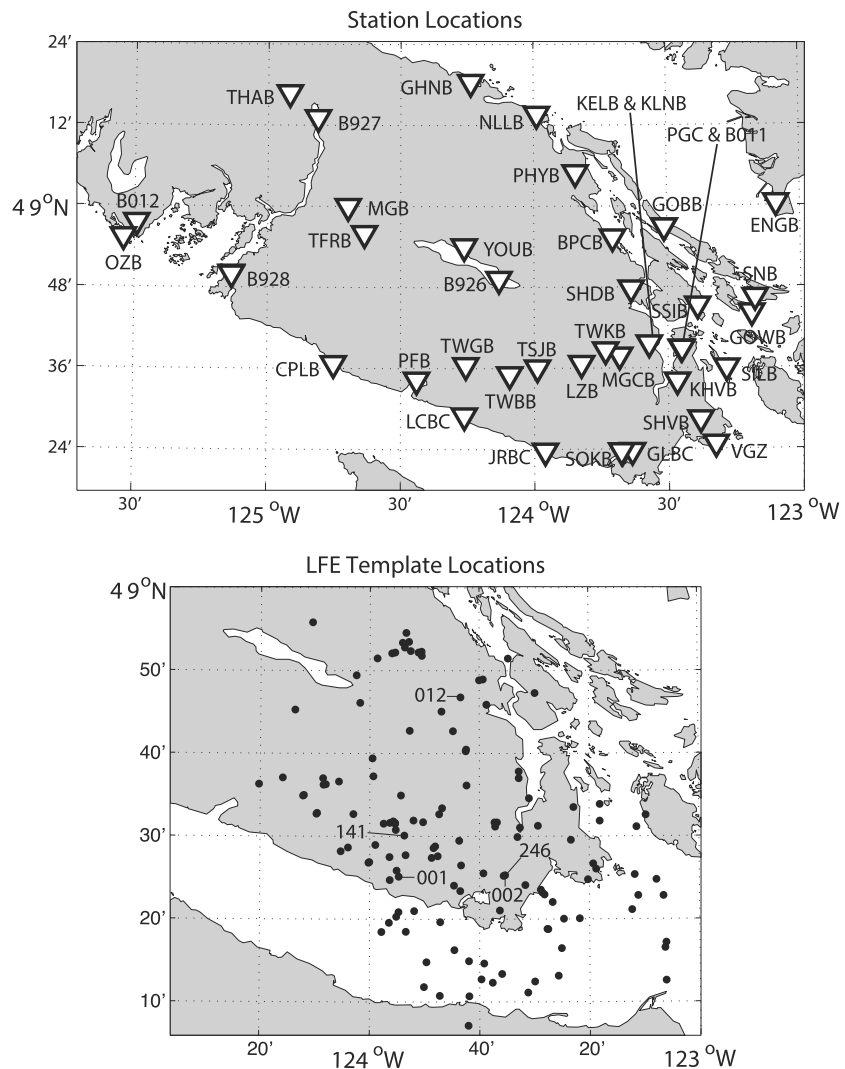 Station Locations
24'
THAB
GHNB
KELB & KLNB
12'
B927
NLLB
PGC & B011
PHYB
B012
49°N
MGB
GOBB
ENGB
TFRB
YOUB
BPCB
OZB
B928
B926
SNB
48'
SHDB
SSIB
GOWB
TWKB
TWGB
TSJB
36'
CPLB
PFB
SILB
TWBB
LZB
MGCB
KHVB
LCBC
SHVB
24'
JRBC
SOKB
GLBC
VGZ
30'
125°W
30'
124°W
30'
123°W
LFE Template Locations
49°N
50'
012
40'
30'
141
246
001
002
20'
10'
20'
124°W
40'
20'
123°W